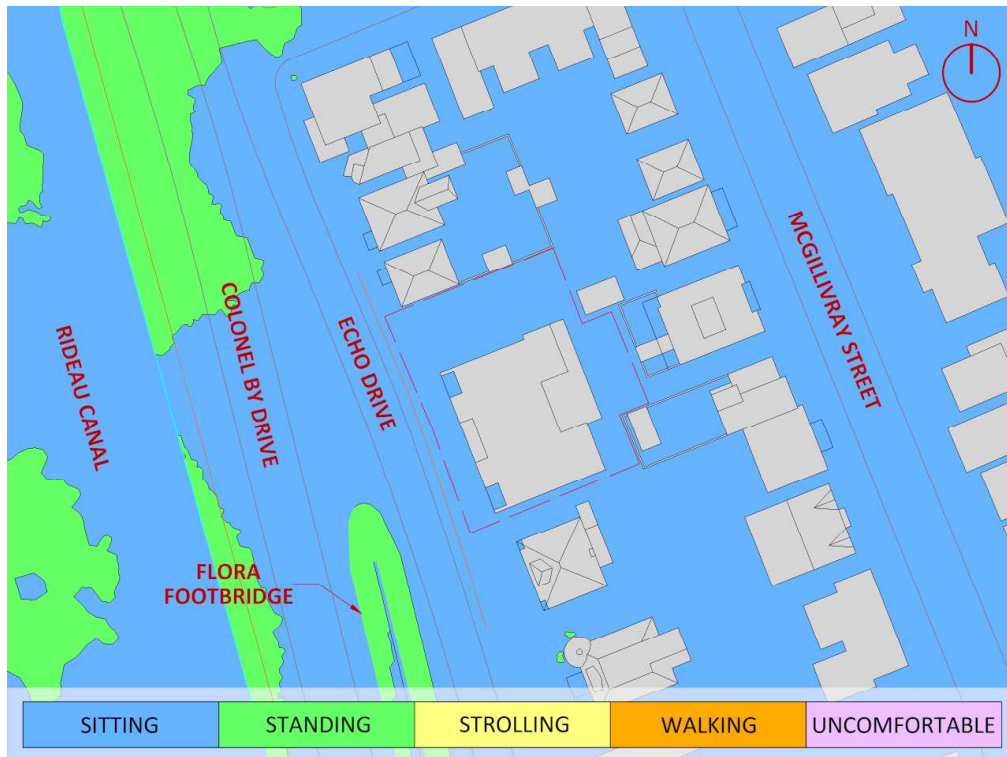 N
MCGILLIVRAY STREET
COLONEL BY DRIVE
ECHO DRIVE
RIDEAU CANAL
FLORA
FOOTBRIDGE
SITTING
STANDING
STROLLING
WALKING
UNCOMFORTABLE